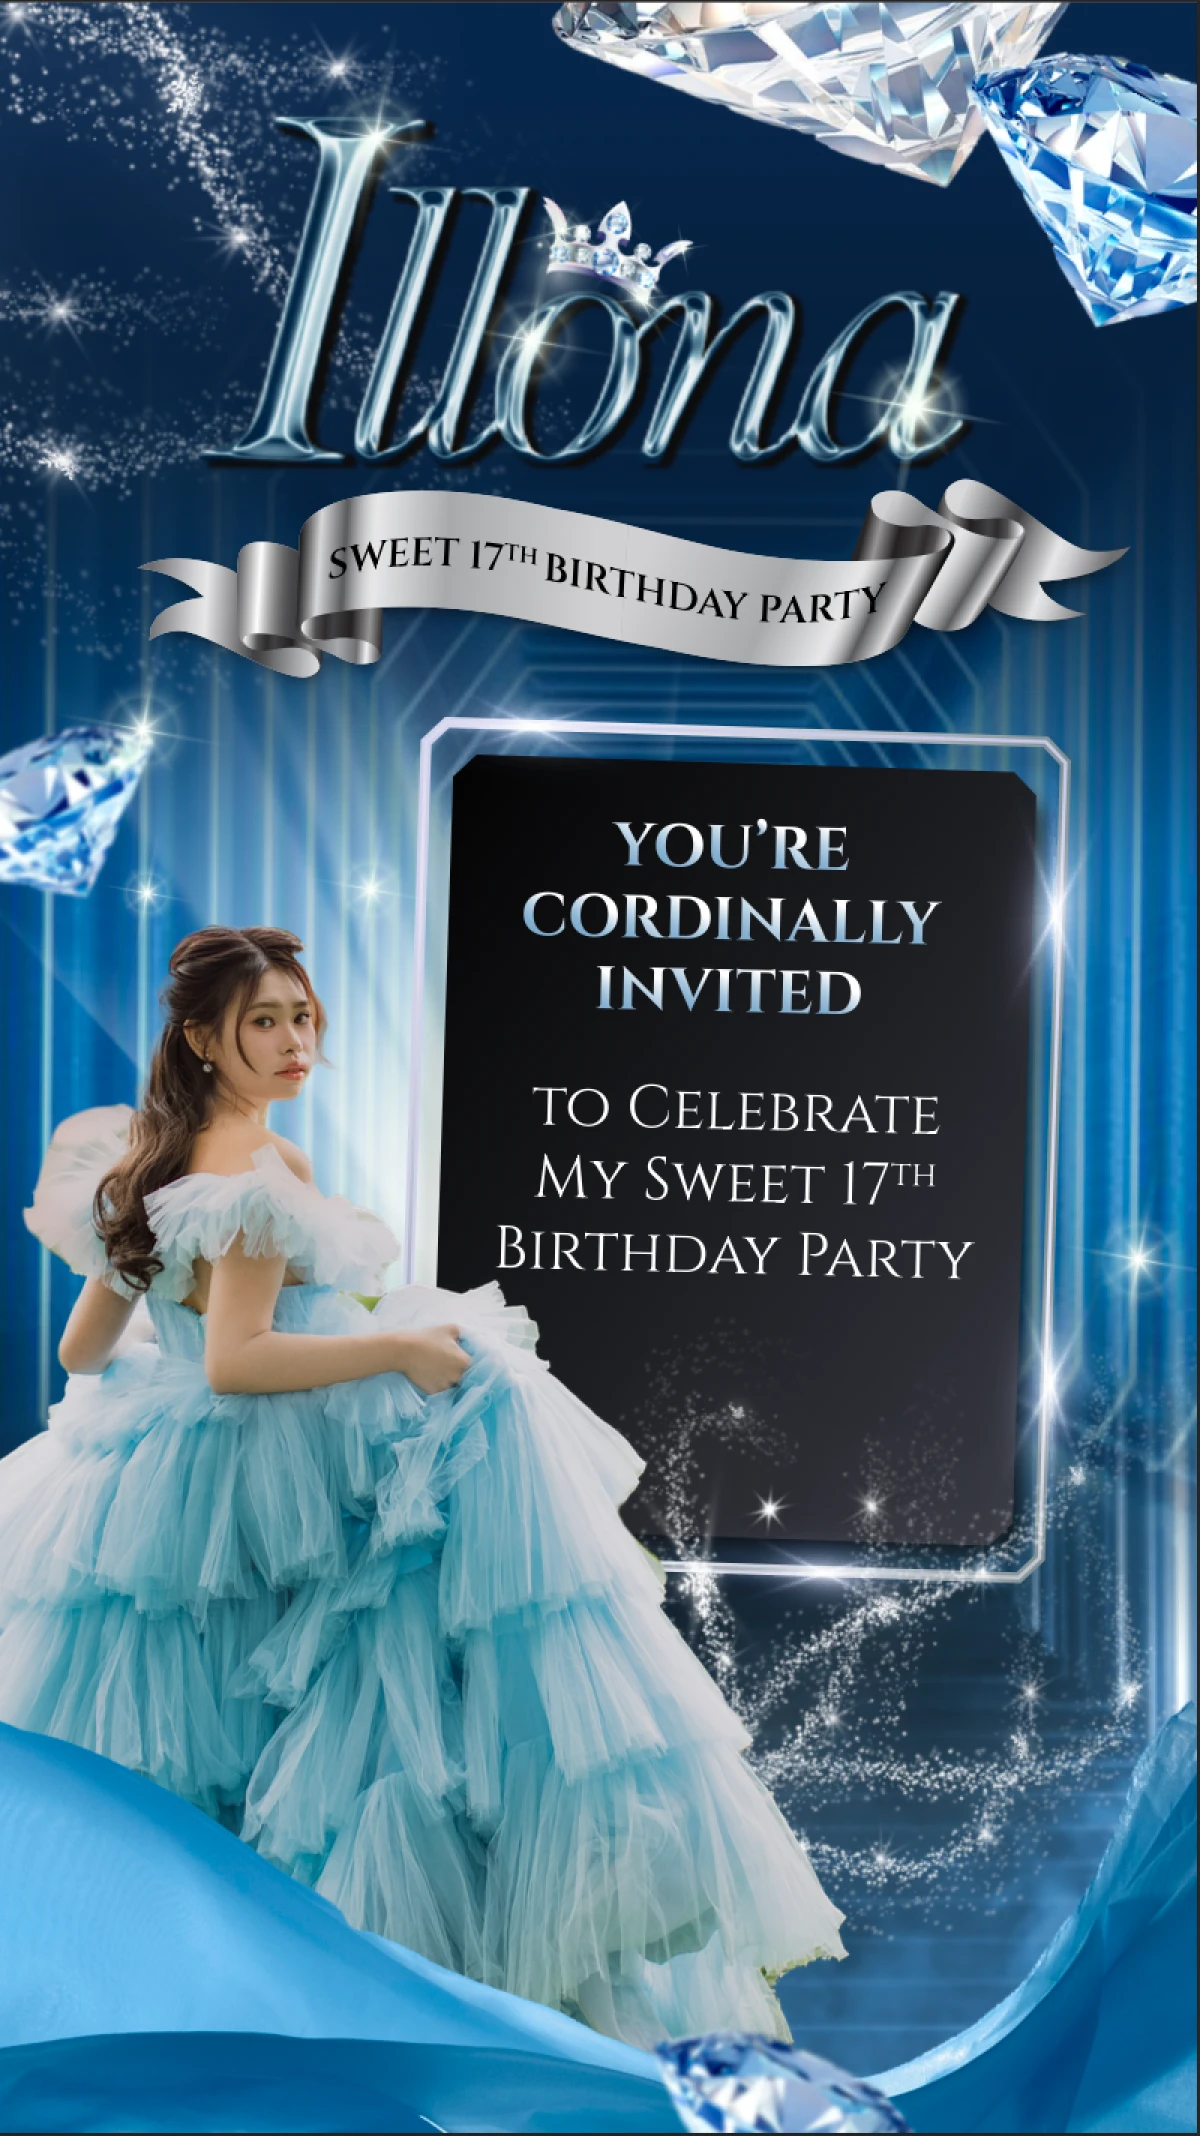 Illona
SWEET 17TH BIRTHDAY PARTY
YOU'RE
CORDINALLY
INVITED
TO CELEBRATE
MY SWEET 17TH
BIRTHDAY PARTY